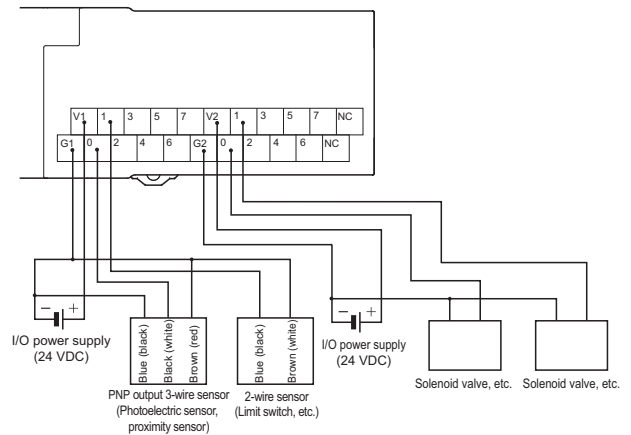 V1 1 3 5 7 V2 1 3 5 7 NC
G1 0 2 4 6 G2 0 2 4 6 NC
− +
I/O power supply
(24 VDC)
Blue (black)
Black (white)
Brown (red)
PNP output 3-wire sensor
(Photoelectric sensor,
proximity sensor)
Blue (black)
Brown (white)
2-wire sensor
(Limit switch, etc.)
− +
I/O power supply
(24 VDC)
Solenoid valve, etc.
Solenoid valve, etc.